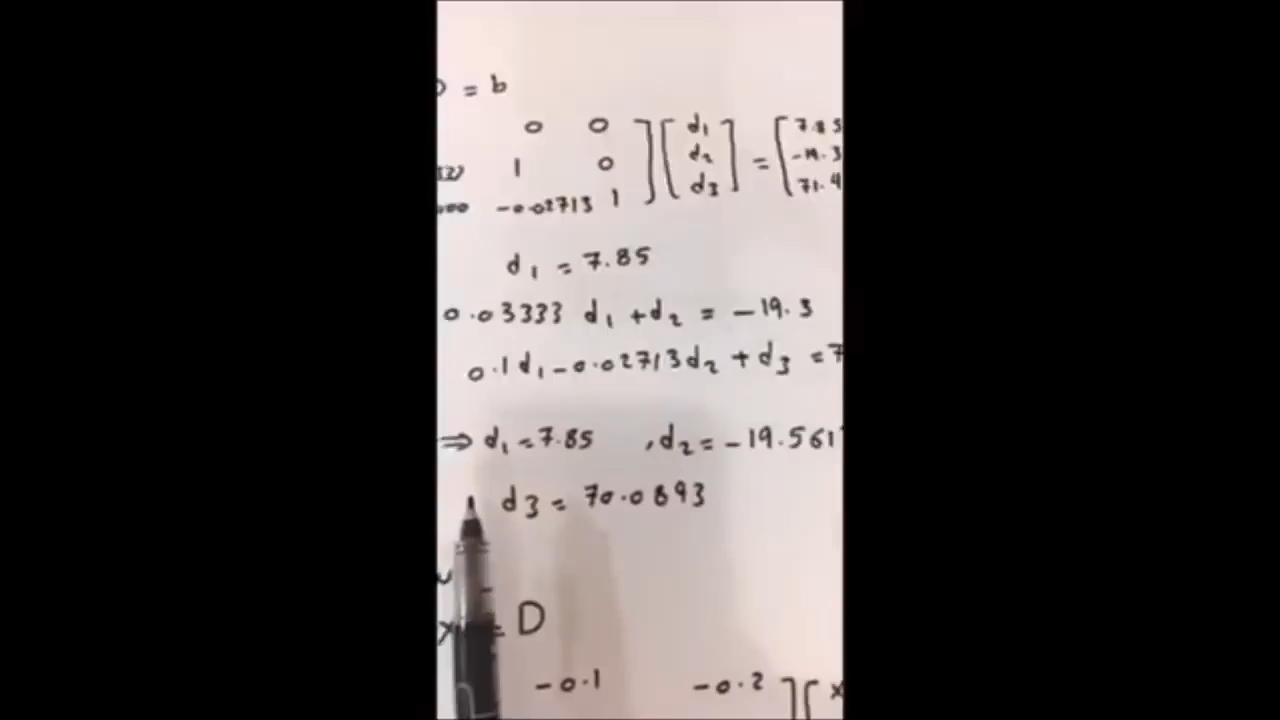 = b
0 0 ] [ d1 ] = [ 7.85
1 0 ] [ d2 ] [ -19.3
-0.02713 1 ] [ d3 ] [ 71.4
d1 = 7.85
0.03333 d1 + d2 = -19.3
0.1 d1 - 0.02713 d2 + d3 = 7
⇒ d1 = 7.85 , d2 = -19.561
d3 = 70.0893
x = D
-0.1 -0.2 ] [ x